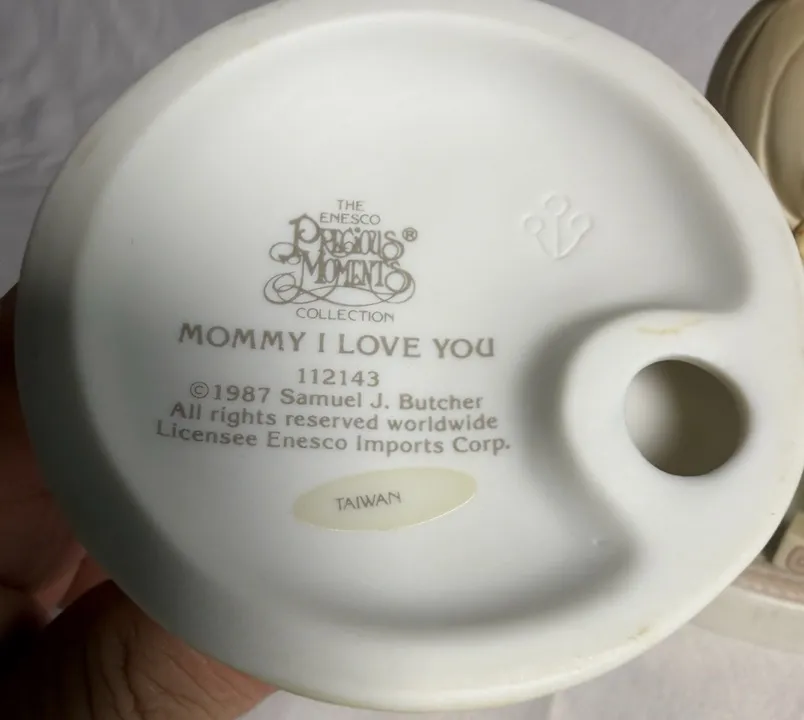 THE
ENESCO
PRECIOUS®
MOMENTS
COLLECTION
MOMMY I LOVE YOU
112143
©1987 Samuel J. Butcher
All rights reserved worldwide
Licensee Enesco Imports Corp.
TAIWAN